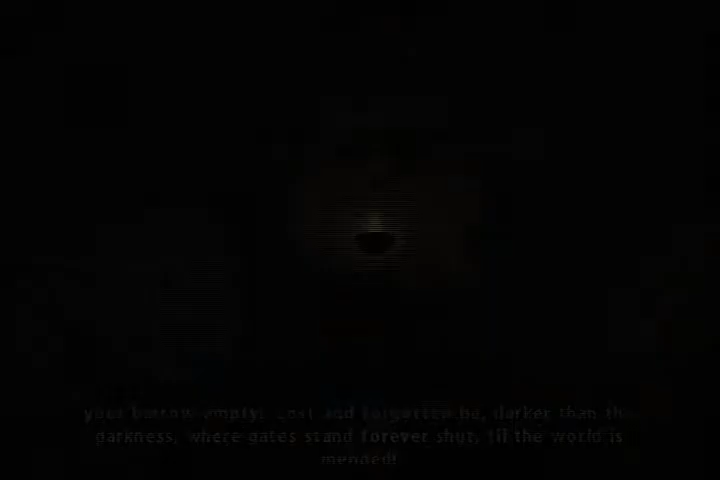 your barrow empty! Lost and forgotten be, darker than the
darkness, where gates stand forever shut, till the world is
mended!